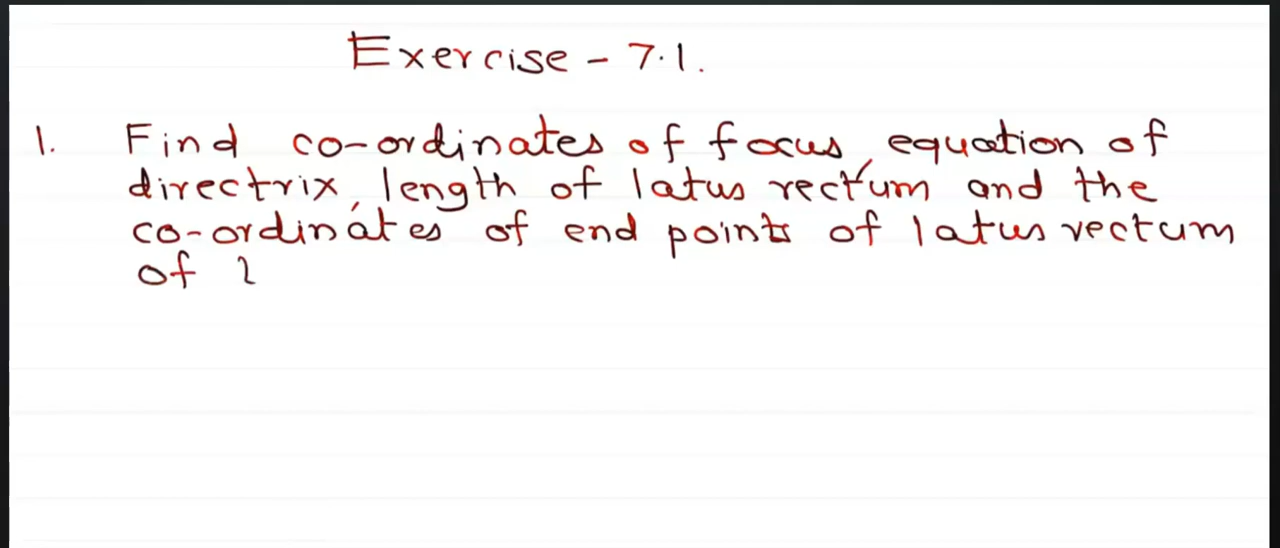 Exercise - 7.1.
1. Find co-ordinates of focus, equation of
directrix, length of latus rectum and the
co-ordinates of end points of latus rectum
of